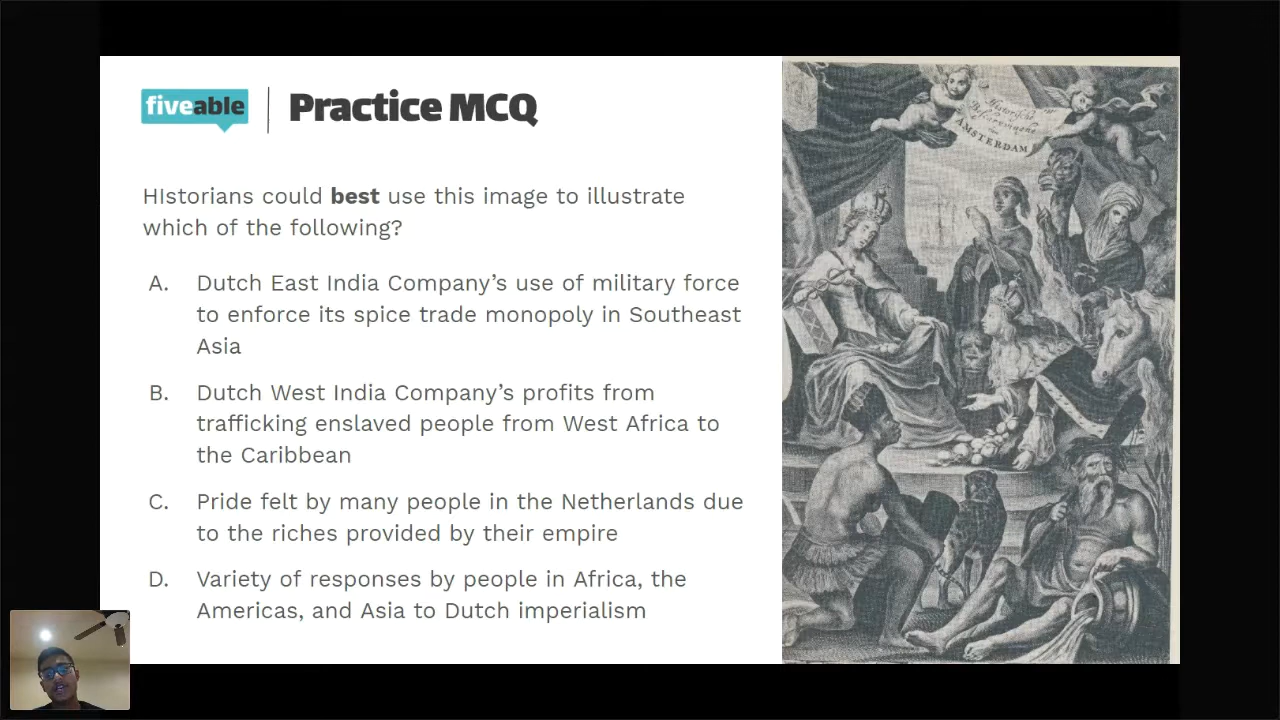 fiveable
Practice MCQ
HIstorians could best use this image to illustrate
which of the following?
A. Dutch East India Company’s use of military force
to enforce its spice trade monopoly in Southeast
Asia
B. Dutch West India Company’s profits from
trafficking enslaved people from West Africa to
the Caribbean
C. Pride felt by many people in the Netherlands due
to the riches provided by their empire
D. Variety of responses by people in Africa, the
Americas, and Asia to Dutch imperialism
AMSTERDAM